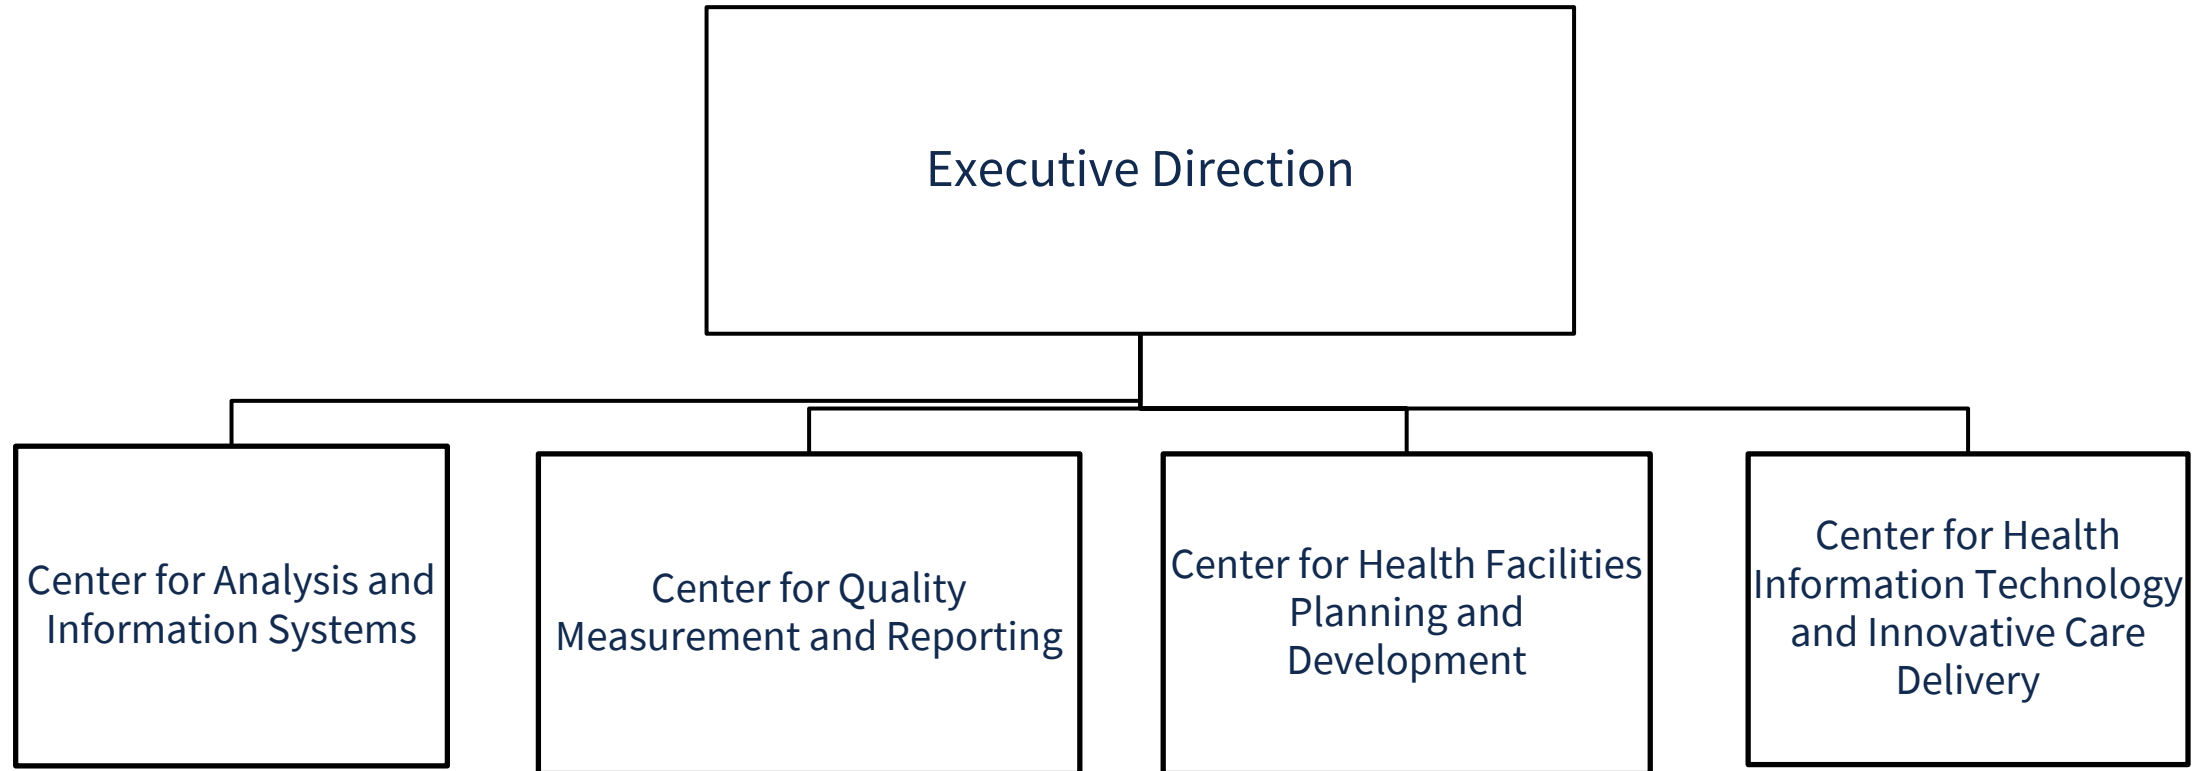 Executive Direction
Center for Analysis and
Information Systems
Center for Quality
Measurement and Reporting
Center for Health Facilities
Planning and
Development
Center for Health
Information Technology
and Innovative Care
Delivery